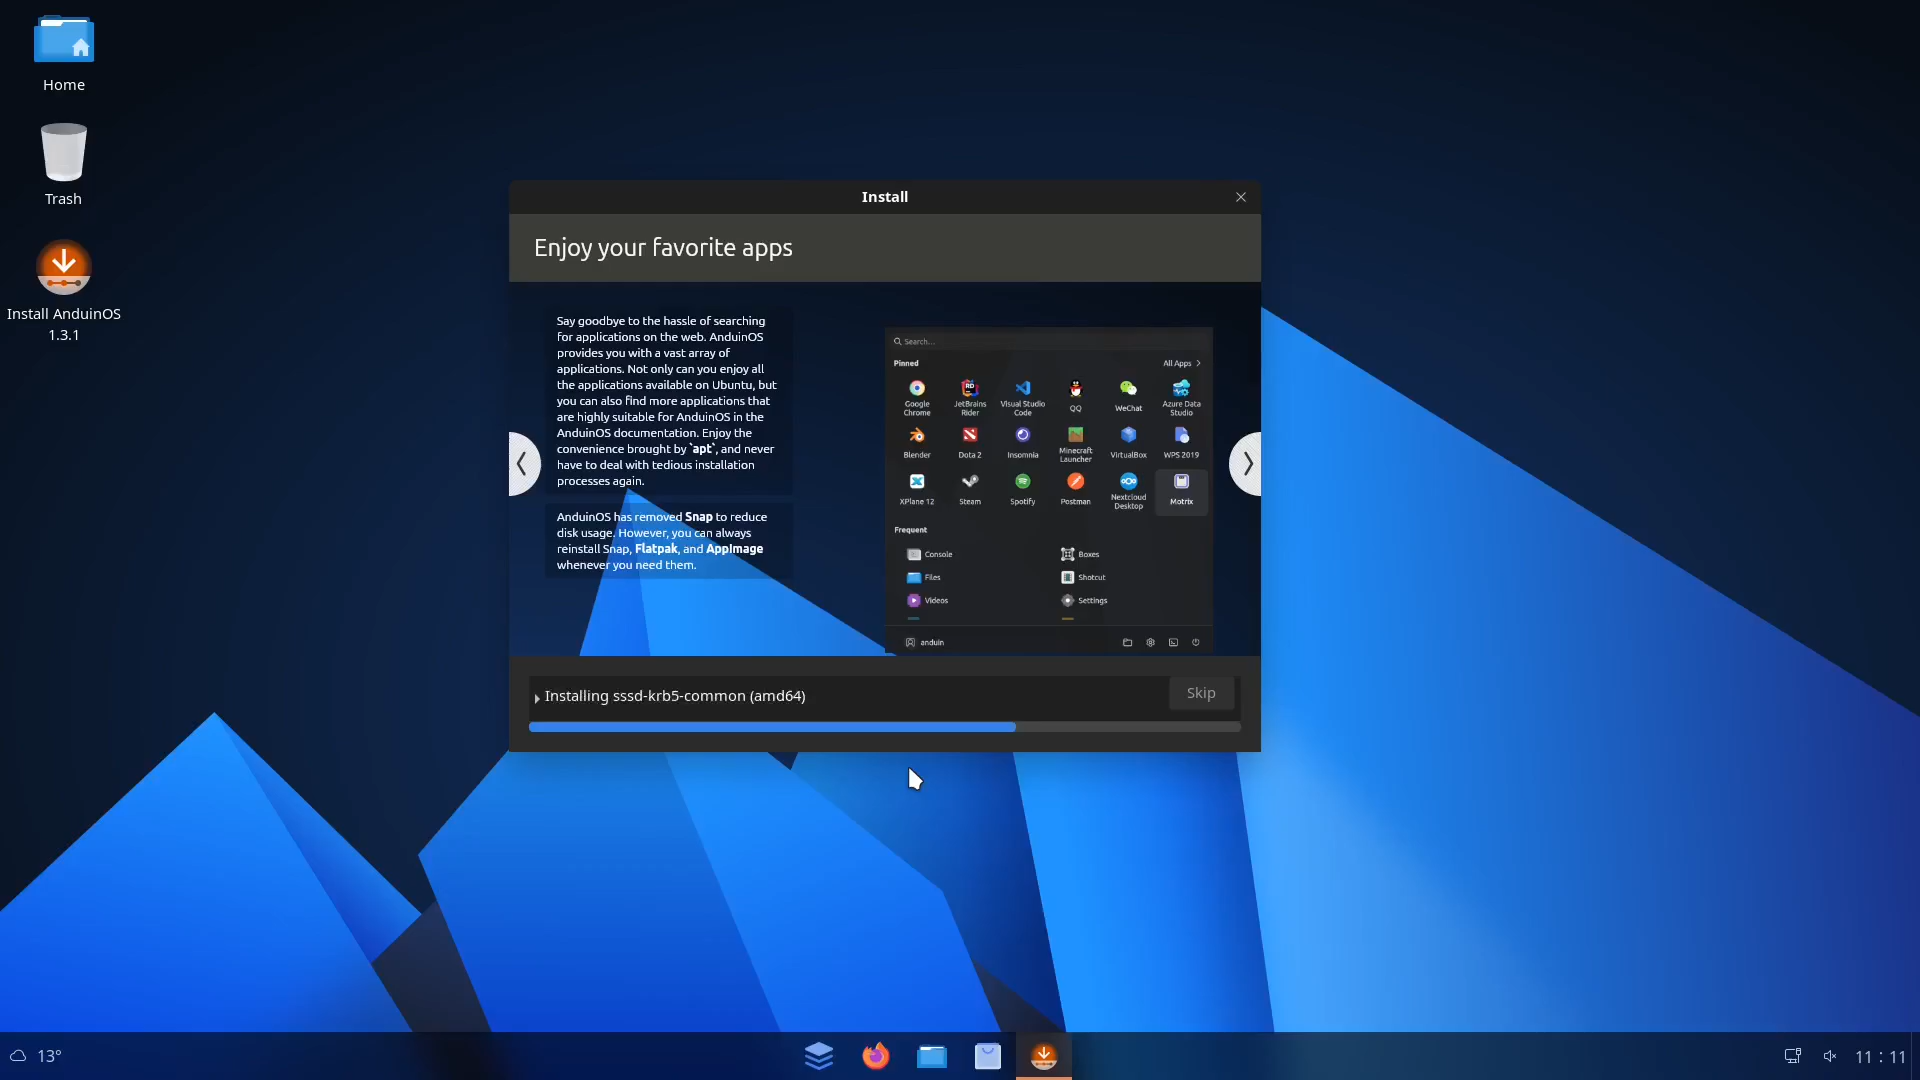 Home
Trash
Install AnduinOS
1.3.1
Install
Enjoy your favorite apps
Say goodbye to the hassle of searching
for applications on the web. AnduinOS
provides you with a vast array of
applications. Not only can you enjoy all
the applications available on Ubuntu, but
you can also find more applications that
are highly suitable for AnduinOS in the
AnduinOS documentation. Enjoy the
convenience brought by `apt`, and never
have to deal with tedious installation
processes again.
AnduinOS has removed Snap to reduce
disk usage. However, you can always
reinstall Snap, Flatpak, and AppImage
whenever you need them.
Search...
Pinned
All Apps
Google
Chrome
JetBrains
Rider
Visual Studio
Code
QQ
WeChat
Azure Data
Studio
Blender
Dota 2
Insomnia
Minecraft
Launcher
VirtualBox
WPS 2019
XPlane 12
Steam
Spotify
Postman
Nextcloud
Desktop
Motrix
Frequent
Console
Boxes
Files
Shotcut
Videos
Settings
anduin
Installing sssd-krb5-common (amd64)
Skip
13°
11 : 11